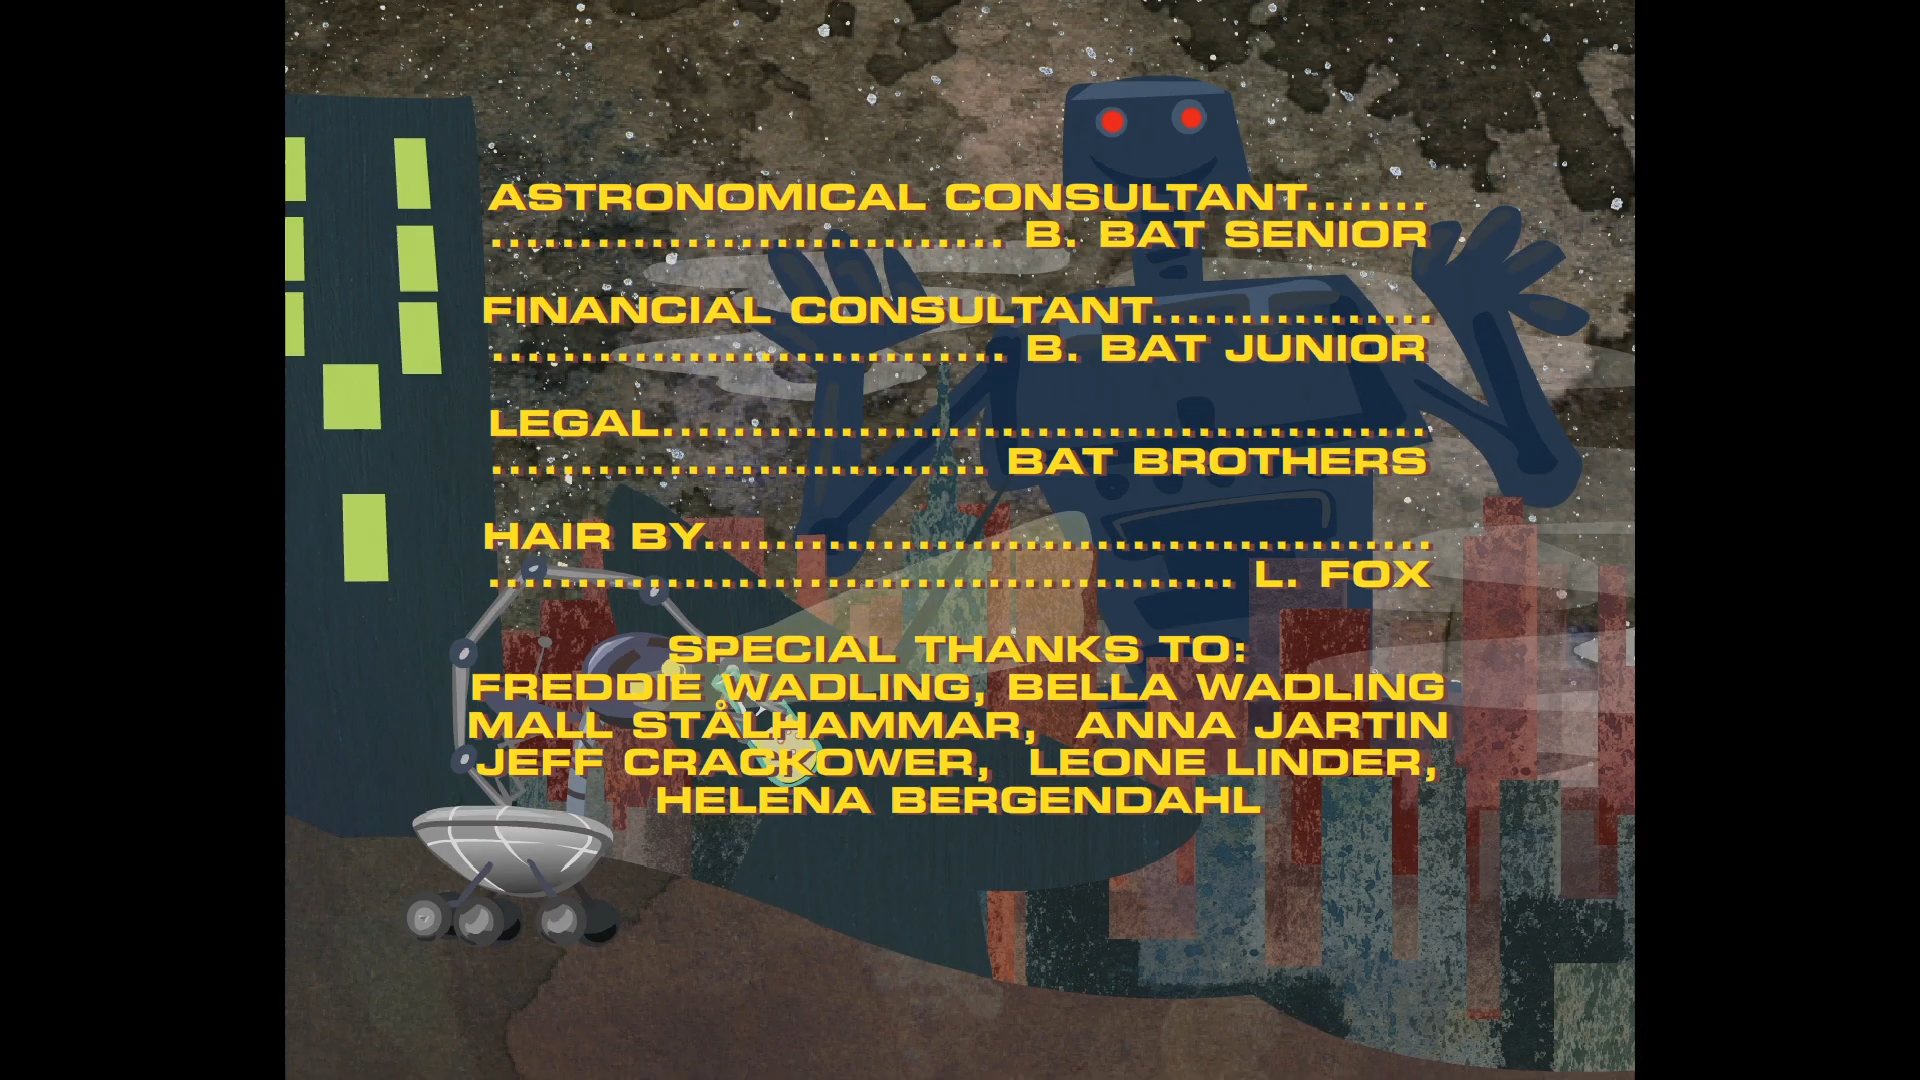 ASTRONOMICAL CONSULTANT.......
............................. B. BAT SENIOR
FINANCIAL CONSULTANT................
............................. B. BAT JUNIOR
LEGAL...........................................
............................ BAT BROTHERS
HAIR BY.........................................
.......................................... L. FOX
SPECIAL THANKS TO:
FREDDIE WADLING, BELLA WADLING
MALL STÅLHAMMAR, ANNA JARTIN
JEFF CRACKOWER, LEONE LINDER,
HELENA BERGENDAHL